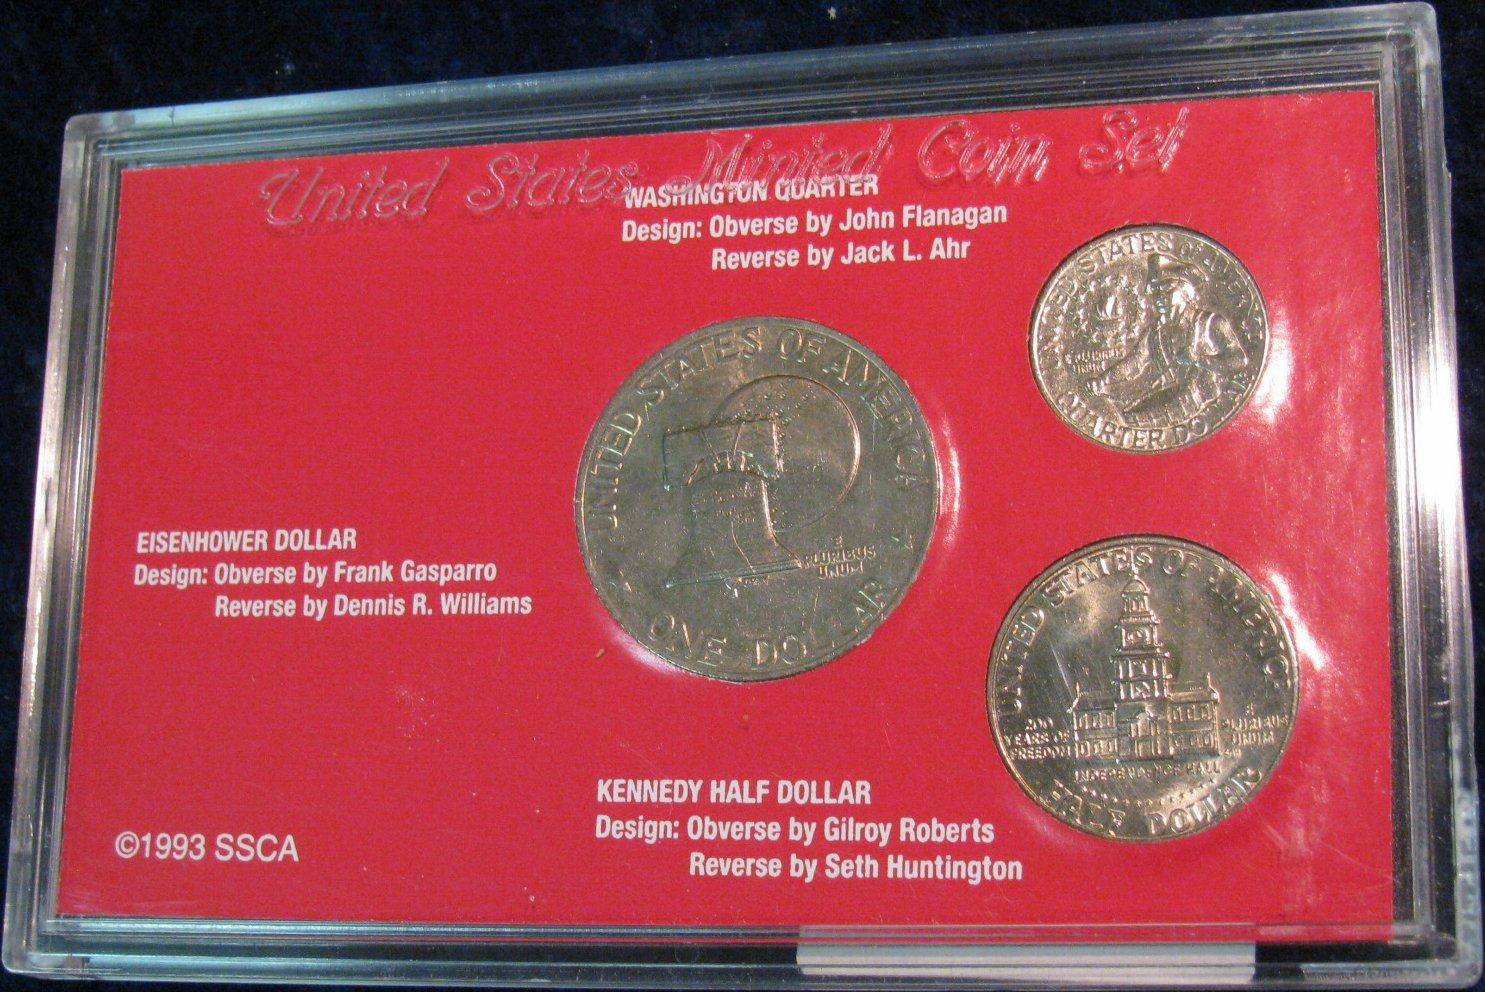 United States Minted Coin Set
WASHINGTON QUARTER
Design: Obverse by John Flanagan
Reverse by Jack L. Ahr
UNITED STATES OF AMERICA
E PLURIBUS
UNUM
QUARTER DOLLAR
UNITED STATES OF AMERICA
E
PLURIBUS
UNUM
ONE DOLLAR
EISENHOWER DOLLAR
Design: Obverse by Frank Gasparro
Reverse by Dennis R. Williams
UNITED STATES OF AMERICA
200
YEARS OF
FREEDOM
E
PLURIBUS
UNUM
INDEPENDENCE HALL
HALF DOLLAR
KENNEDY HALF DOLLAR
Design: Obverse by Gilroy Roberts
Reverse by Seth Huntington
©1993 SSCA